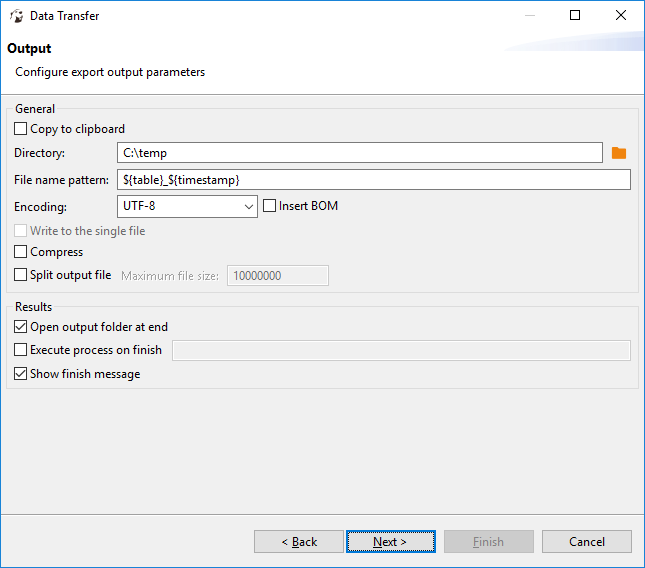 Data Transfer
Output
Configure export output parameters
General
Copy to clipboard
Directory: C:\temp
File name pattern: ${table}_${timestamp}
Encoding: UTF-8 Insert BOM
Write to the single file
Compress
Split output file Maximum file size: 10000000
Results
Open output folder at end
Execute process on finish
Show finish message
< Back Next > Finish Cancel